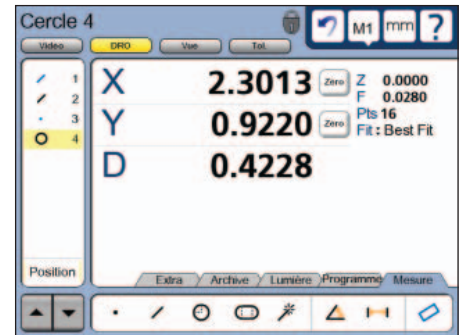 Cercle 4
M1 mm ?
Video DRO Vue Tol.
1
2
3
4
X 2.3013 Zero
Y 0.9220 Zero
D 0.4228
Z 0.0000
F 0.0280
Pts 16
Fit : Best Fit
Position
Extra Archive Lumière Programme Mesure